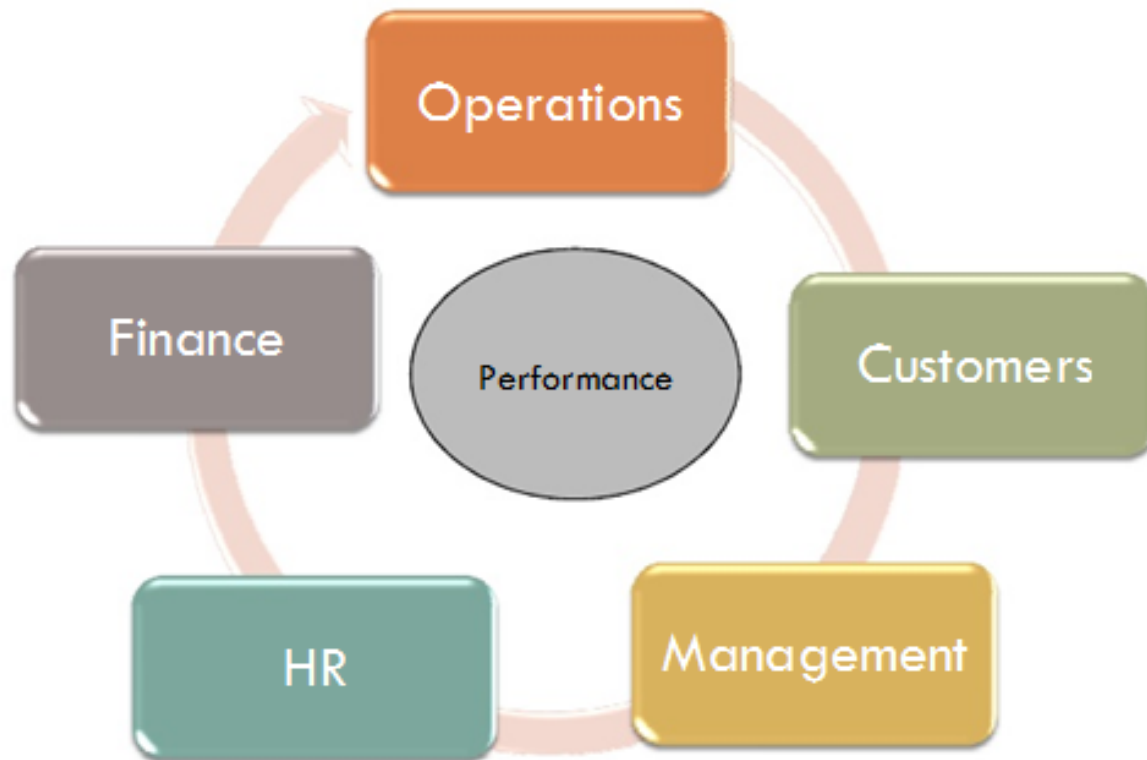 Operations
Customers
Management
HR
Finance
Performance